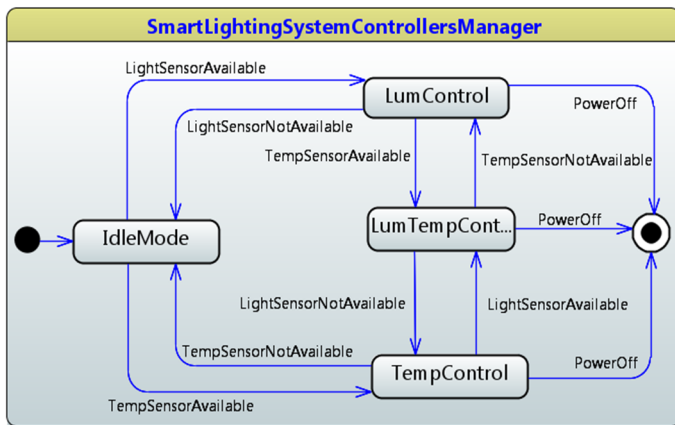 SmartLightingSystemControllersManager
LightSensorAvailable
LumControl
PowerOff
LightSensorNotAvailable
TempSensorAvailable
TempSensorNotAvailable
LumTempCont...
PowerOff
IdleMode
LightSensorNotAvailable
LightSensorAvailable
TempSensorNotAvailable
PowerOff
TempControl
TempSensorAvailable